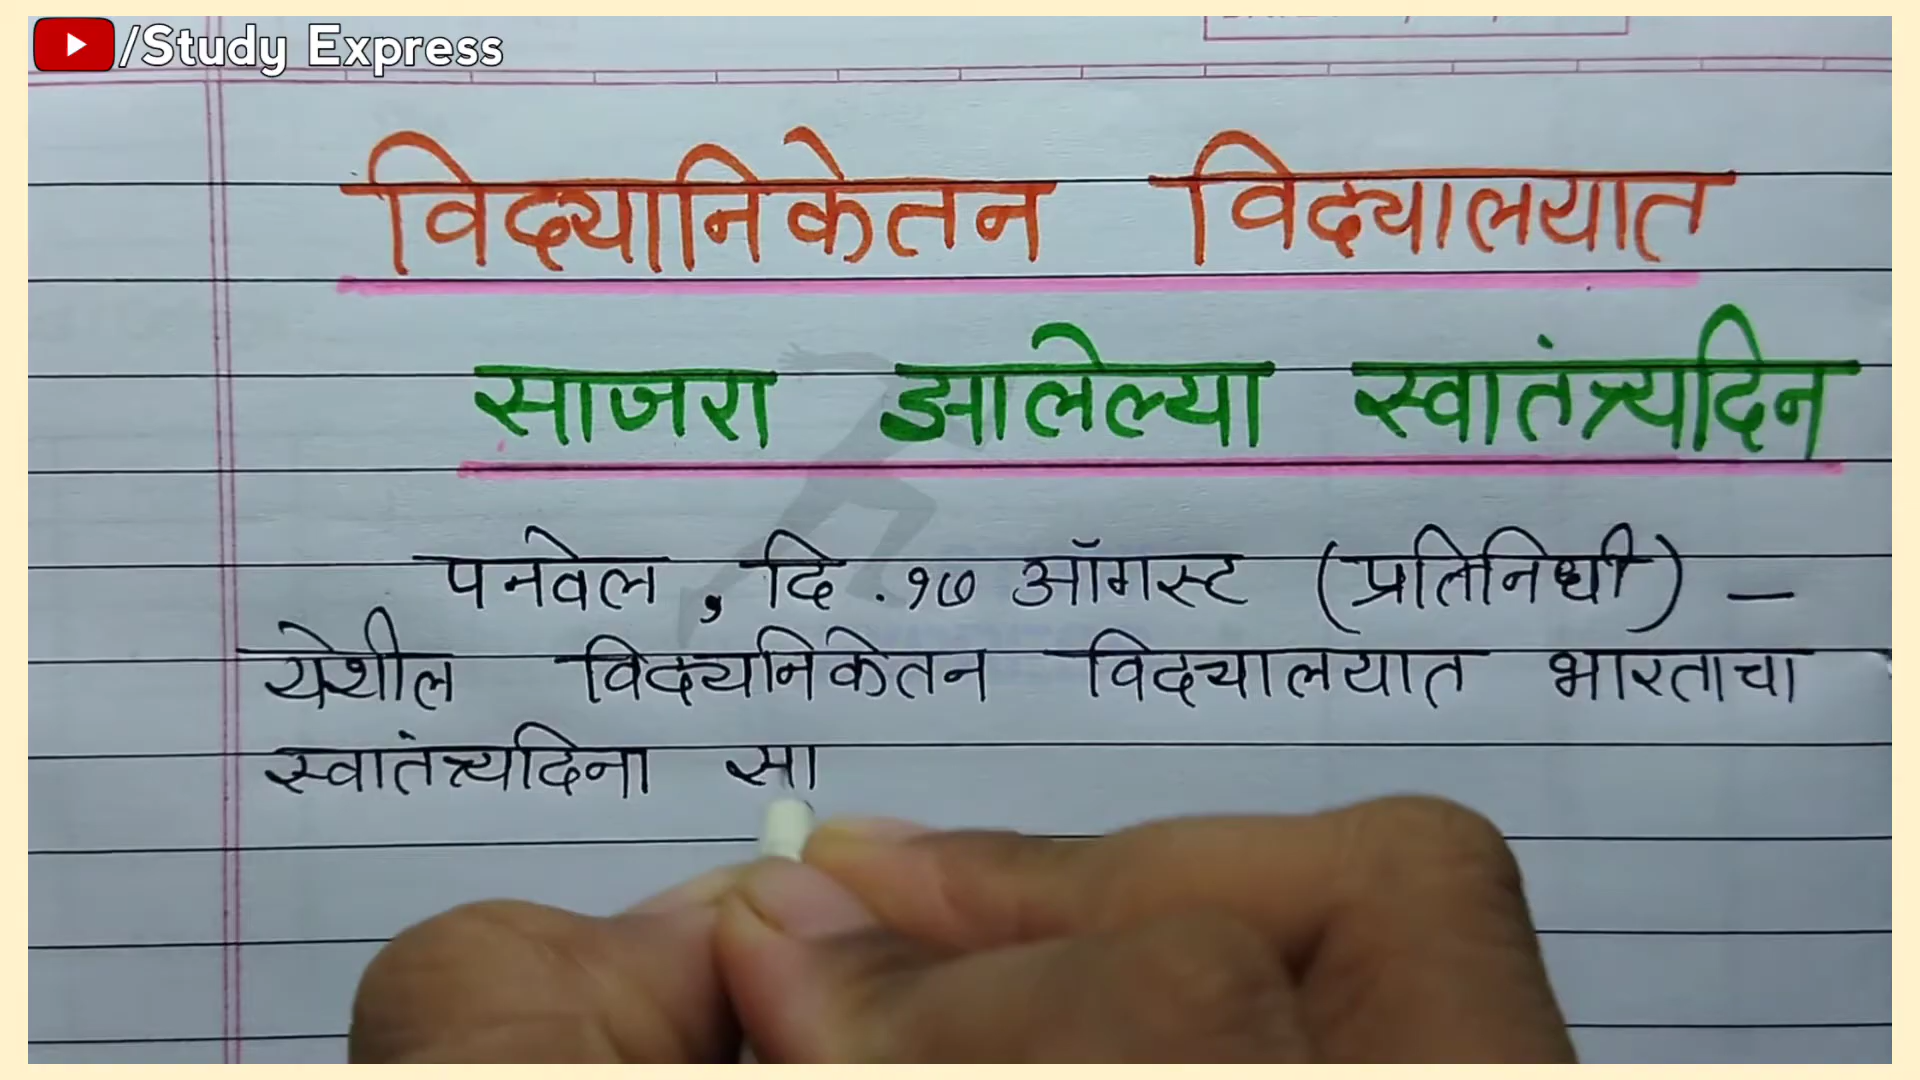 /Study Express
विद्यानिकेतन विद्यालयात
साजरा झालेल्या स्वातंत्र्यदिन
पनवेल, दि. १७ ऑगस्ट (प्रतिनिधी) –
येथील विद्यनिकेतन विद्यालयात भारताचा
स्वातंत्र्यदिना सा